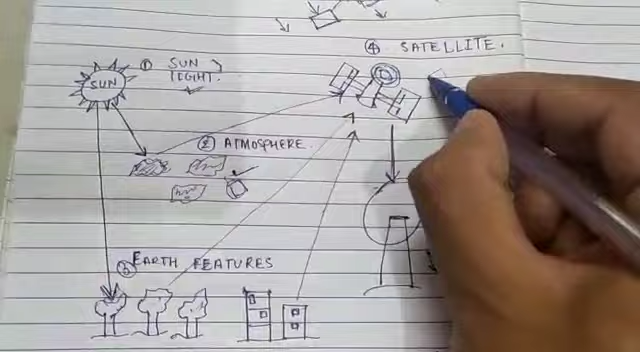 ④ SATELLITE.
① SUN
LIGHT.
SUN
② ATMOSPHERE.
③ EARTH FEATURES